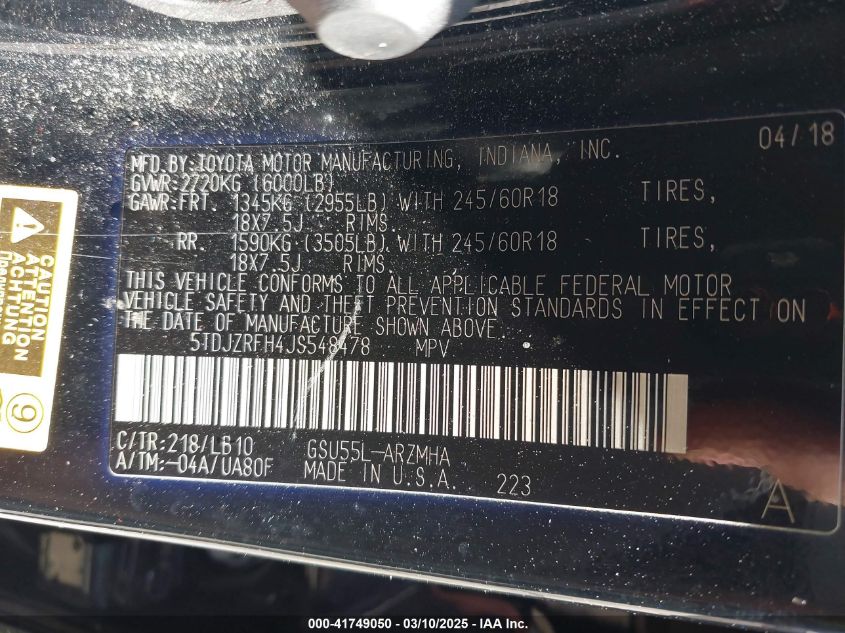 04/18
MFD.BY:TOYOTA MOTOR MANUFACTURING, INDIANA, INC.
GVWR:2720KG (6000LB)
GAWR:FRT. 1345KG (2955LB) WITH 245/60R18 TIRES,
18X7.5J RIMS.
RR. 1590KG (3505LB) WITH 245/60R18 TIRES,
18X7.5J RIMS.
THIS VEHICLE CONFORMS TO ALL APPLICABLE FEDERAL MOTOR
VEHICLE SAFETY AND THEFT PREVENTION STANDARDS IN EFFECT ON
THE DATE OF MANUFACTURE SHOWN ABOVE.
5TDJZRFH4JS548478 MPV
C/TR:218/LB10 GSU55L-ARZMHA
A/TM:-04A/UA80F MADE IN U.S.A. 223
A
CAUTION
ATTENTION
ACHTUNG
9
000-41749050 — 03/10/2025 — IAA Inc.